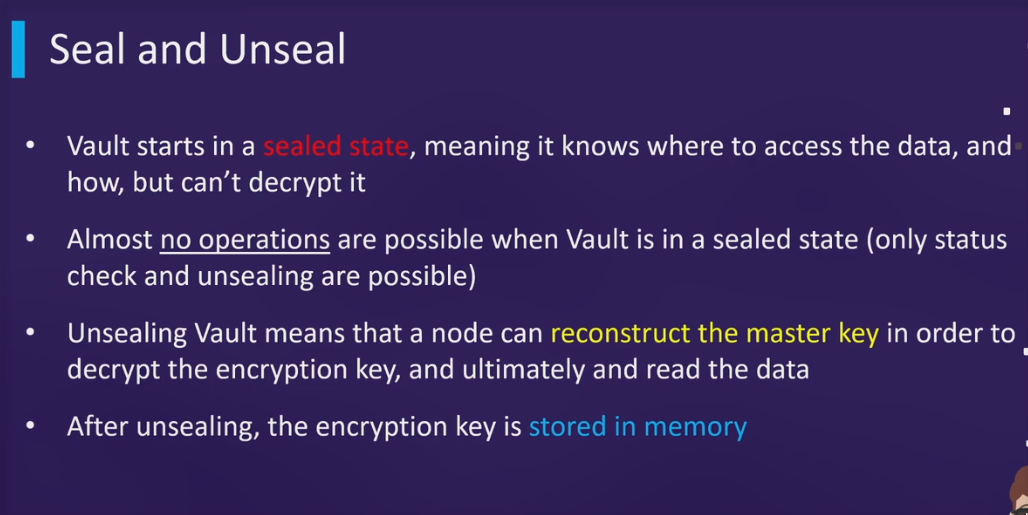 Seal and Unseal
• Vault starts in a sealed state, meaning it knows where to access the data, and
how, but can’t decrypt it
• Almost no operations are possible when Vault is in a sealed state (only status
check and unsealing are possible)
• Unsealing Vault means that a node can reconstruct the master key in order to
decrypt the encryption key, and ultimately and read the data
• After unsealing, the encryption key is stored in memory